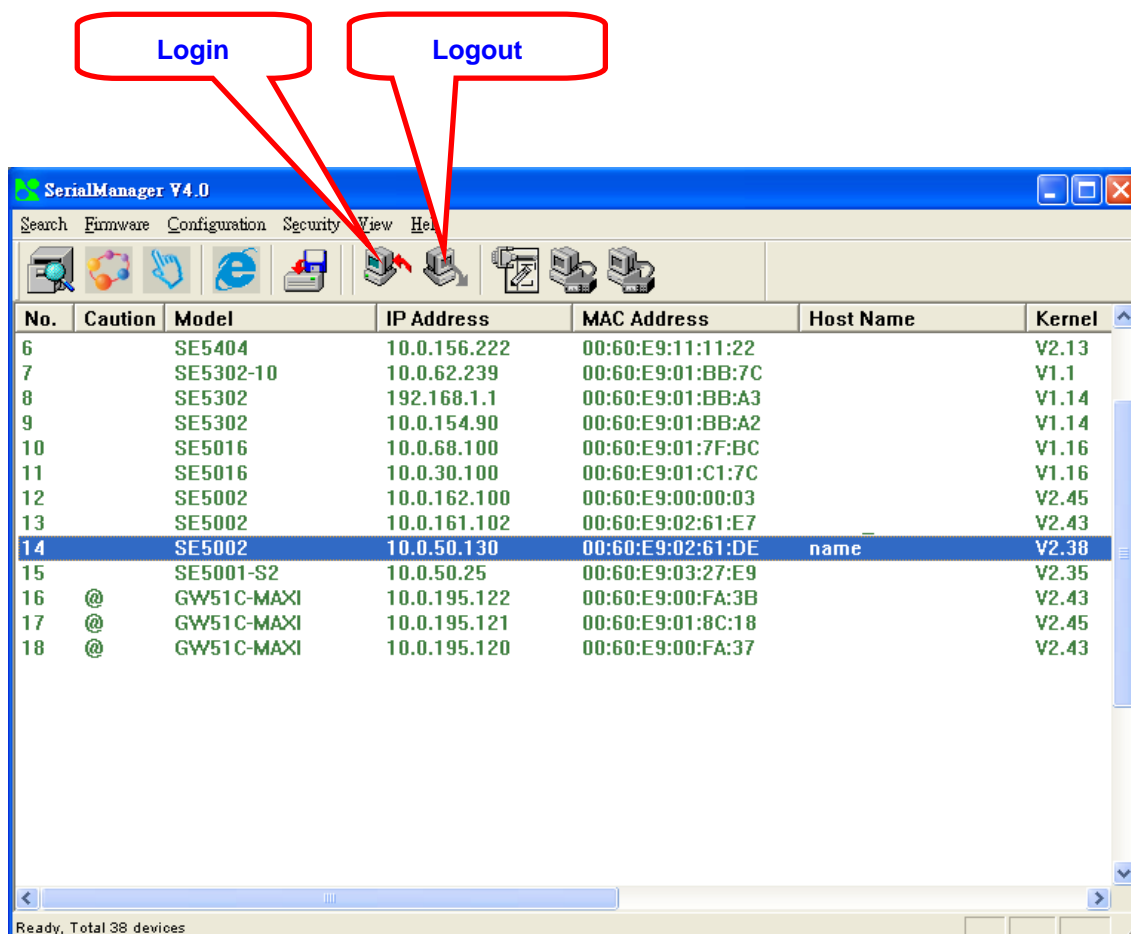 Login Logout
SerialManager V4.0
Search Firmware Configuration Security View Hel
No. Caution Model IP Address MAC Address Host Name Kernel
6 SE5404 10.0.156.222 00:60:E9:11:11:22 V2.13
7 SE5302-10 10.0.62.239 00:60:E9:01:BB:7C V1.1
8 SE5302 192.168.1.1 00:60:E9:01:BB:A3 V1.14
9 SE5302 10.0.154.90 00:60:E9:01:BB:A2 V1.14
10 SE5016 10.0.68.100 00:60:E9:01:7F:BC V1.16
11 SE5016 10.0.30.100 00:60:E9:01:C1:7C V1.16
12 SE5002 10.0.162.100 00:60:E9:00:00:03 V2.45
13 SE5002 10.0.161.102 00:60:E9:02:61:E7 _ V2.43
14 SE5002 10.0.50.130 00:60:E9:02:61:DE name V2.38
15 SE5001-S2 10.0.50.25 00:60:E9:03:27:E9 V2.35
16 @ GW51C-MAXI 10.0.195.122 00:60:E9:00:FA:3B V2.43
17 @ GW51C-MAXI 10.0.195.121 00:60:E9:01:8C:18 V2.45
18 @ GW51C-MAXI 10.0.195.120 00:60:E9:00:FA:37 V2.43
Ready, Total 38 devices